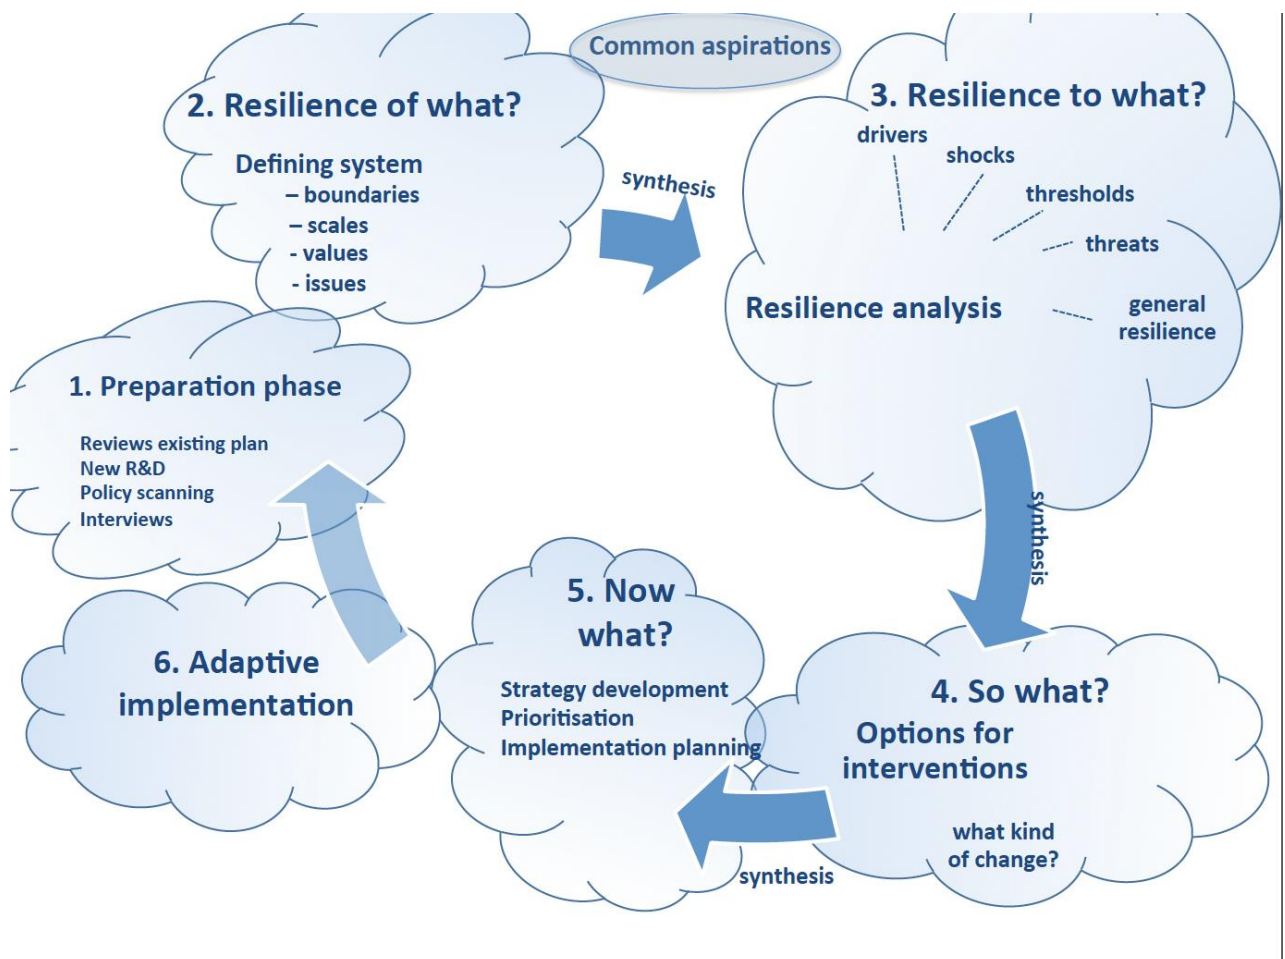 Common aspirations
2. Resilience of what?
Defining system
– boundaries
– scales
- values
- issues
synthesis
3. Resilience to what?
drivers
shocks
thresholds
threats
general
resilience
Resilience analysis
synthesis
1. Preparation phase
Reviews existing plan
New R&D
Policy scanning
Interviews
4. So what?
Options for
interventions
what kind
of change?
synthesis
5. Now
what?
Strategy development
Prioritisation
Implementation planning
6. Adaptive
implementation